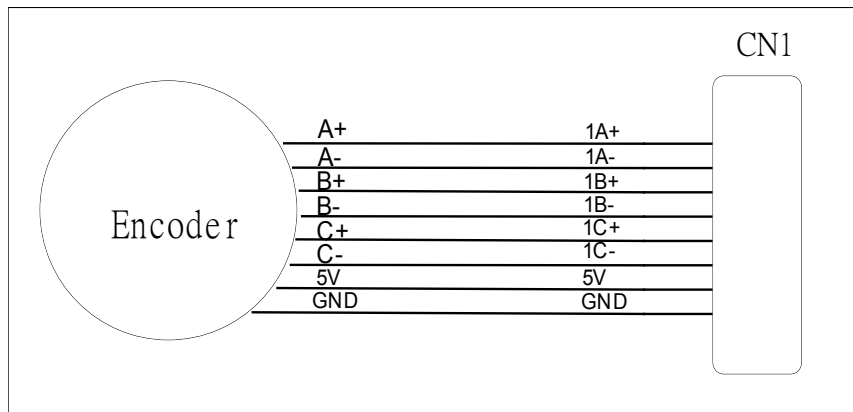 CN1
A+ 1A+
A- 1A-
B+ 1B+
B- 1B-
Encoder
C+ 1C+
C- 1C-
5V 5V
GND GND